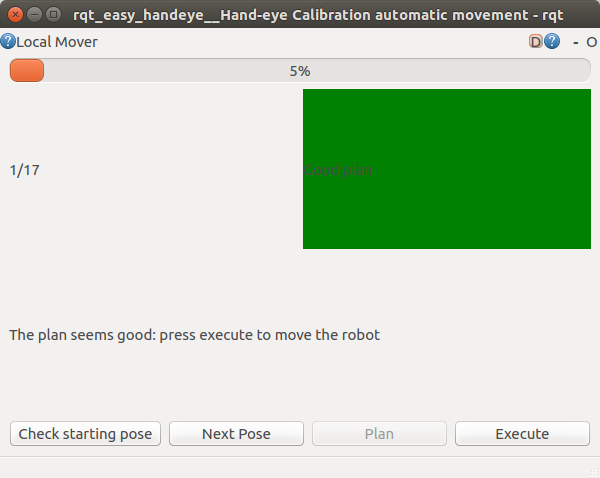 rqt_easy_handeye__Hand-eye Calibration automatic movement - rqt
?Local Mover D? - O
5%
1/17 Good plan
The plan seems good: press execute to move the robot
Check starting pose Next Pose Plan Execute